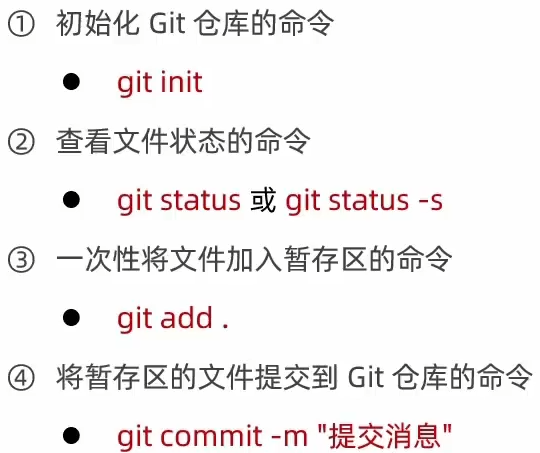 ① 初始化 Git 仓库的命令
● git init
② 查看文件状态的命令
● git status 或 git status -s
③ 一次性将文件加入暂存区的命令
● git add .
④ 将暂存区的文件提交到 Git 仓库的命令
● git commit -m "提交消息"